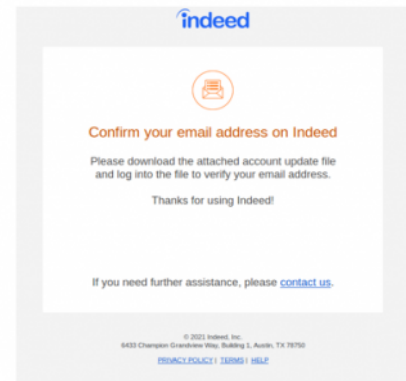 indeed
Confirm your email address on Indeed
Please download the attached account update file
and log into the file to verify your email address.
Thanks for using Indeed!
If you need further assistance, please contact us.
© 2021 Indeed, Inc.
6433 Champion Grandview Way, Building 1, Austin, TX 78750
PRIVACY POLICY | TERMS | HELP